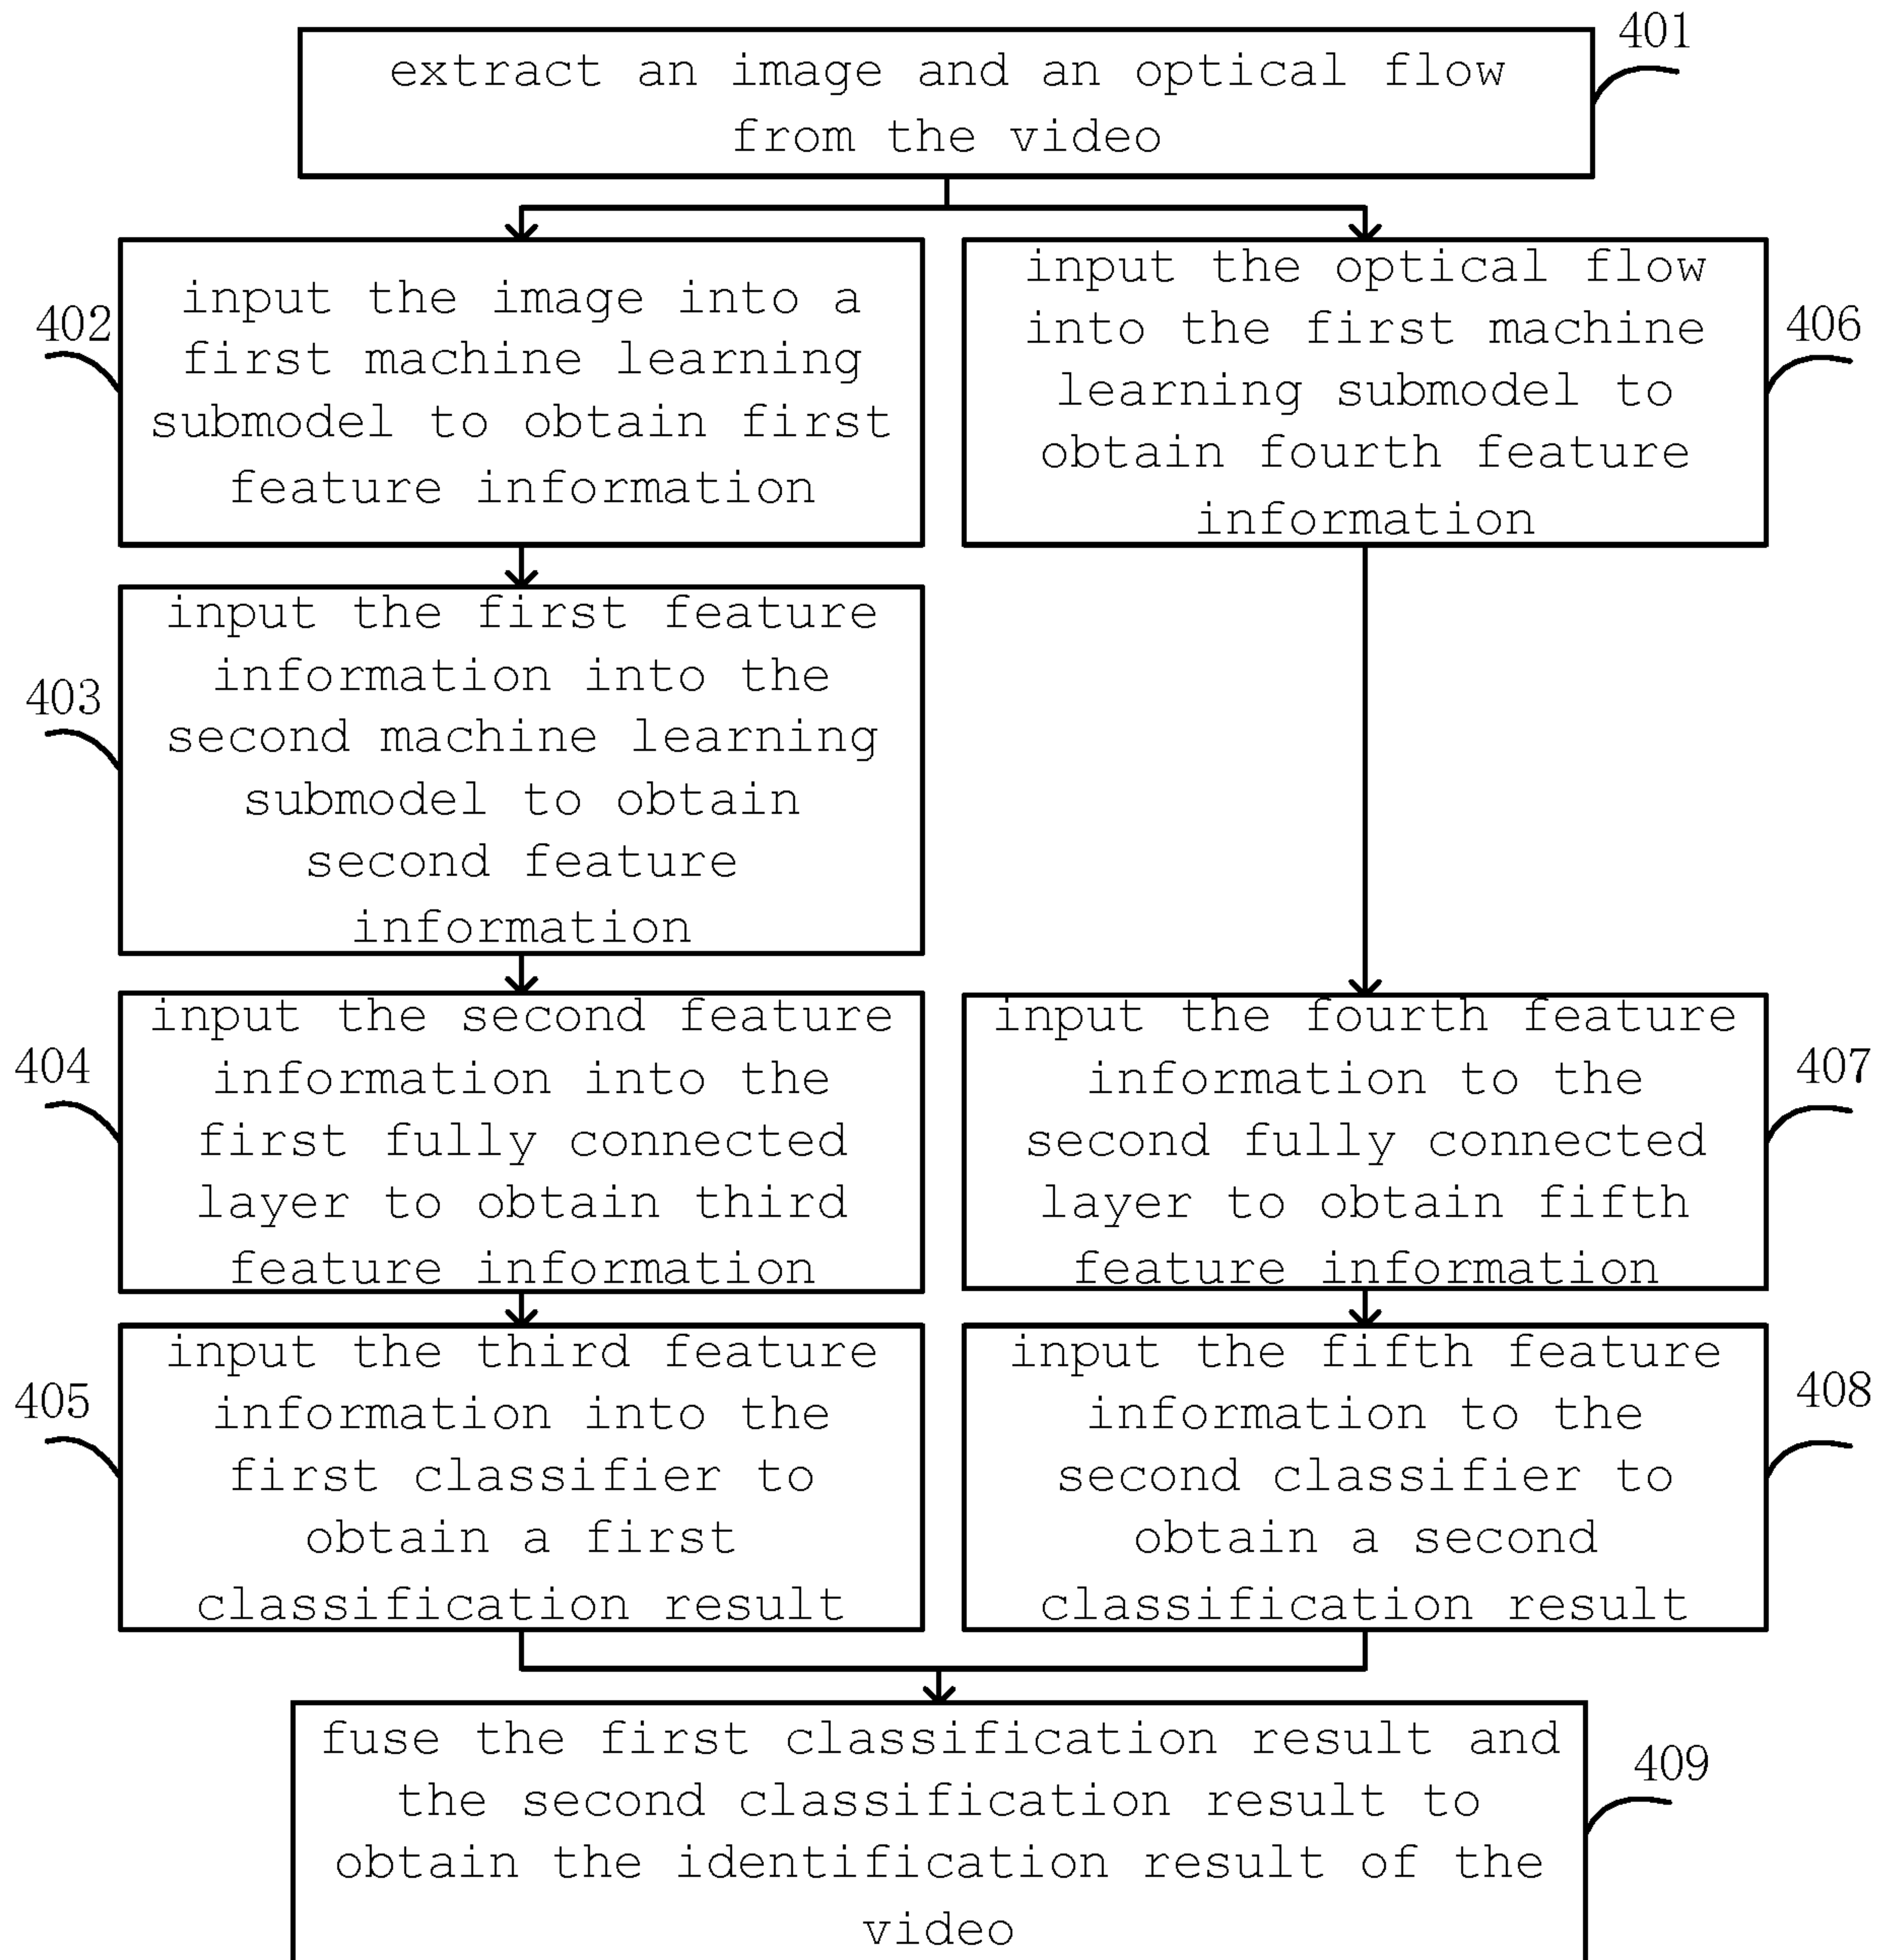 401
extract an image and an optical flow
from the video
402
input the image into a
first machine learning
submodel to obtain first
feature information
input the optical flow
into the first machine
learning submodel to
obtain fourth feature
information
406
403
input the first feature
information into the
second machine learning
submodel to obtain
second feature
information
404
input the second feature
information into the
first fully connected
layer to obtain third
feature information
input the fourth feature
information to the
second fully connected
layer to obtain fifth
feature information
407
405
input the third feature
information into the
first classifier to
obtain a first
classification result
input the fifth feature
information to the
second classifier to
obtain a second
classification result
408
fuse the first classification result and
the second classification result to
obtain the identification result of the
video
409